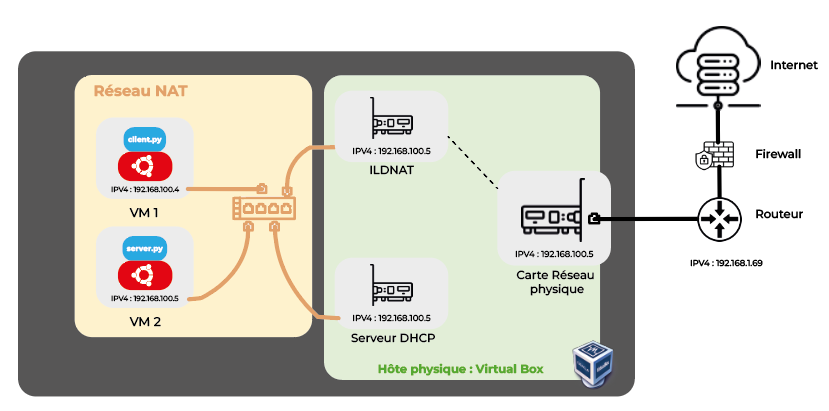 Réseau NAT
client.py
IPV4 : 192.168.100.4
VM 1
server.py
IPV4 : 192.168.100.5
VM 2
IPV4 : 192.168.100.5
ILDNAT
IPV4 : 192.168.100.5
Serveur DHCP
IPV4 : 192.168.100.5
Carte Réseau
physique
Hôte physique : Virtual Box
Internet
Firewall
Routeur
IPV4 : 192.168.1.69